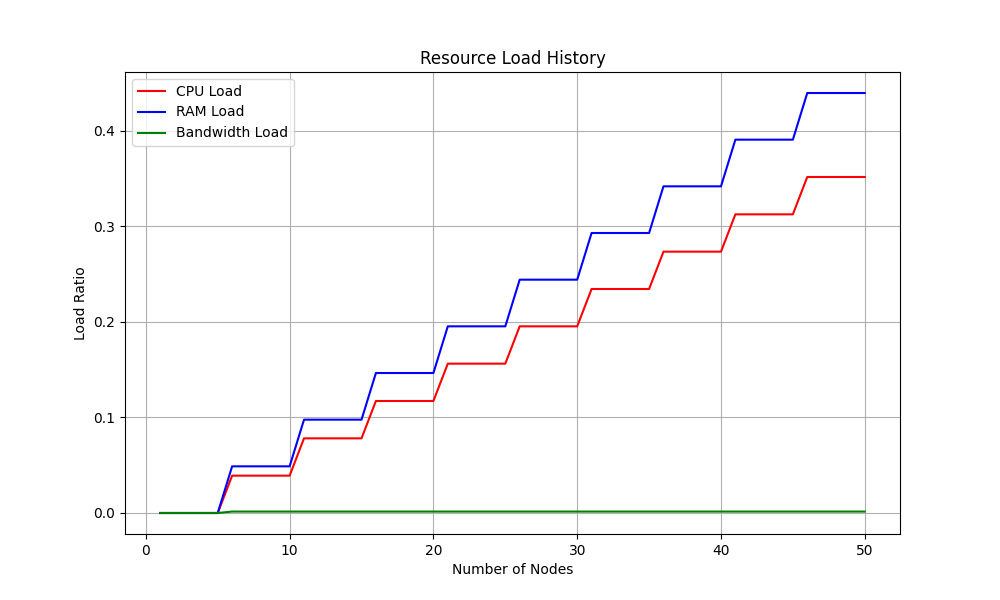 Resource Load History
CPU Load
RAM Load
Bandwidth Load
Load Ratio
0.4
0.3
0.2
0.1
0.0
0 10 20 30 40 50
Number of Nodes